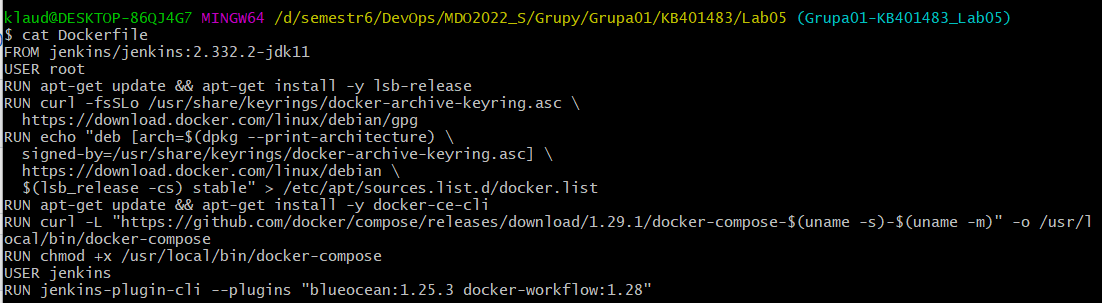 klaud@DESKTOP-86QJ4G7 MINGW64 /d/semestr6/DevOps/MDO2022_S/Grupy/Grupa01/KB401483/Lab05 (Grupa01-KB401483_Lab05)
$ cat Dockerfile
FROM jenkins/jenkins:2.332.2-jdk11
USER root
RUN apt-get update && apt-get install -y lsb-release
RUN curl -fsSLo /usr/share/keyrings/docker-archive-keyring.asc \
  https://download.docker.com/linux/debian/gpg
RUN echo "deb [arch=$(dpkg --print-architecture) \
  signed-by=/usr/share/keyrings/docker-archive-keyring.asc] \
  https://download.docker.com/linux/debian \
  $(lsb_release -cs) stable" > /etc/apt/sources.list.d/docker.list
RUN apt-get update && apt-get install -y docker-ce-cli
RUN curl -L "https://github.com/docker/compose/releases/download/1.29.1/docker-compose-$(uname -s)-$(uname -m)" -o /usr/l
ocal/bin/docker-compose
RUN chmod +x /usr/local/bin/docker-compose
USER jenkins
RUN jenkins-plugin-cli --plugins "blueocean:1.25.3 docker-workflow:1.28"